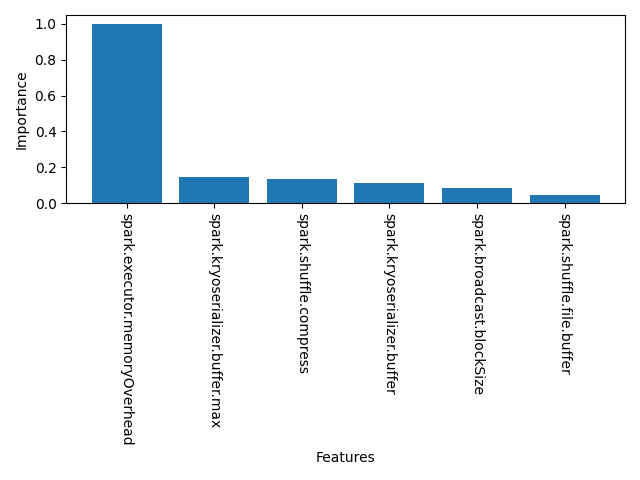 1.0
0.8
0.6
0.4
0.2
0.0
Importance
spark.executor.memoryOverhead
spark.kryoserializer.buffer.max
spark.shuffle.compress
spark.kryoserializer.buffer
spark.broadcast.blockSize
spark.shuffle.file.buffer
Features